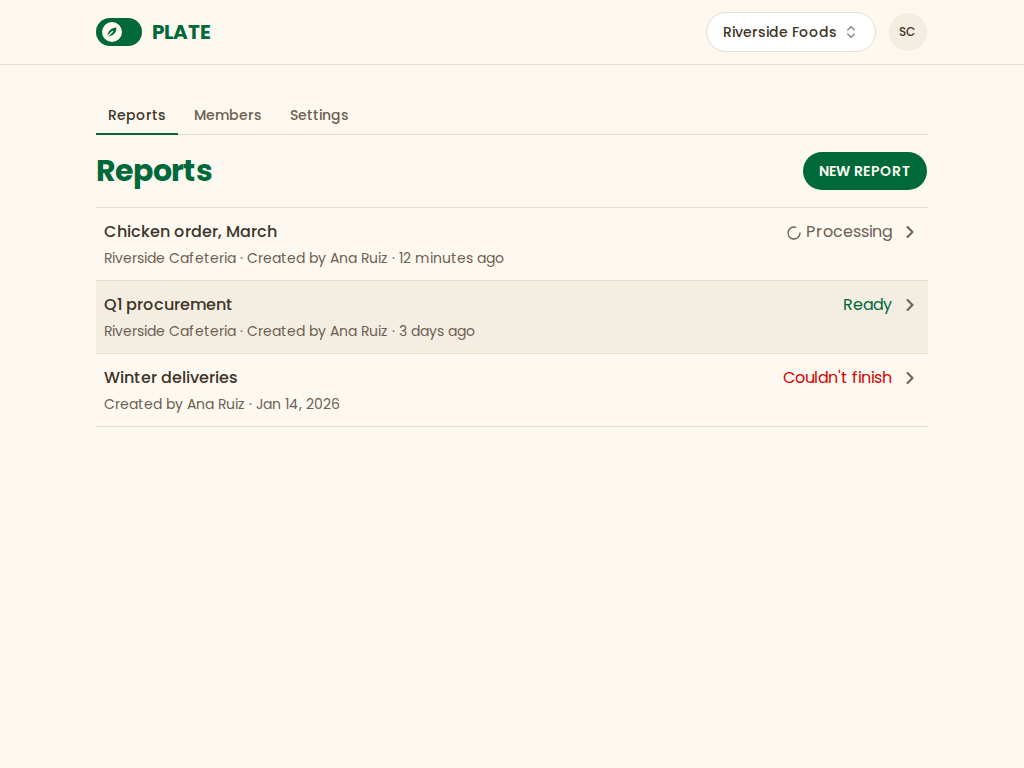 PLATE
Riverside Foods
SC
Reports Members Settings
Reports
NEW REPORT
Chicken order, March
Processing
Riverside Cafeteria · Created by Ana Ruiz · 12 minutes ago
Q1 procurement
Ready
Riverside Cafeteria · Created by Ana Ruiz · 3 days ago
Winter deliveries
Couldn't finish
Created by Ana Ruiz · Jan 14, 2026